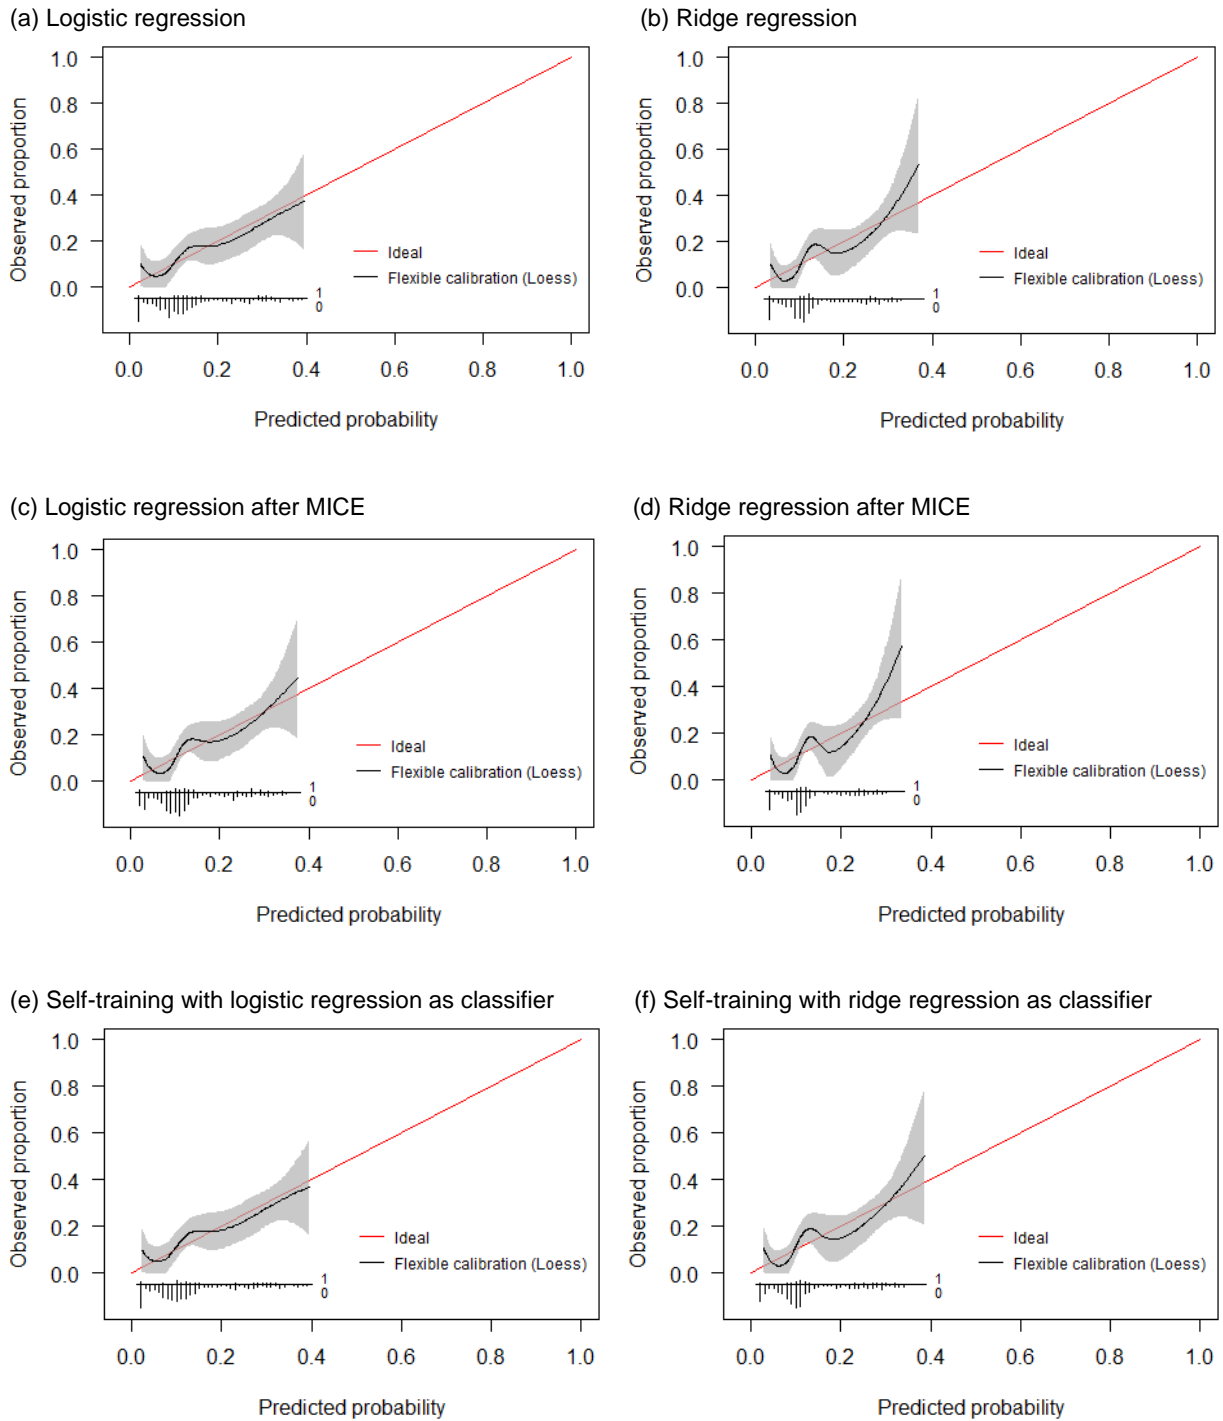 (a) Logistic regression
Observed proportion
1.0
0.8
0.6
0.4
0.2
0.0
Ideal
Flexible calibration (Loess)
1
0
0.0 0.2 0.4 0.6 0.8 1.0
Predicted probability
(b) Ridge regression
Observed proportion
1.0
0.8
0.6
0.4
0.2
0.0
Ideal
Flexible calibration (Loess)
1
0
0.0 0.2 0.4 0.6 0.8 1.0
Predicted probability
(c) Logistic regression after MICE
Observed proportion
1.0
0.8
0.6
0.4
0.2
0.0
Ideal
Flexible calibration (Loess)
1
0
0.0 0.2 0.4 0.6 0.8 1.0
Predicted probability
(d) Ridge regression after MICE
Observed proportion
1.0
0.8
0.6
0.4
0.2
0.0
Ideal
Flexible calibration (Loess)
1
0
0.0 0.2 0.4 0.6 0.8 1.0
Predicted probability
(e) Self-training with logistic regression as classifier
Observed proportion
1.0
0.8
0.6
0.4
0.2
0.0
Ideal
Flexible calibration (Loess)
1
0
0.0 0.2 0.4 0.6 0.8 1.0
Predicted probability
(f) Self-training with ridge regression as classifier
Observed proportion
1.0
0.8
0.6
0.4
0.2
0.0
Ideal
Flexible calibration (Loess)
1
0
0.0 0.2 0.4 0.6 0.8 1.0
Predicted probability